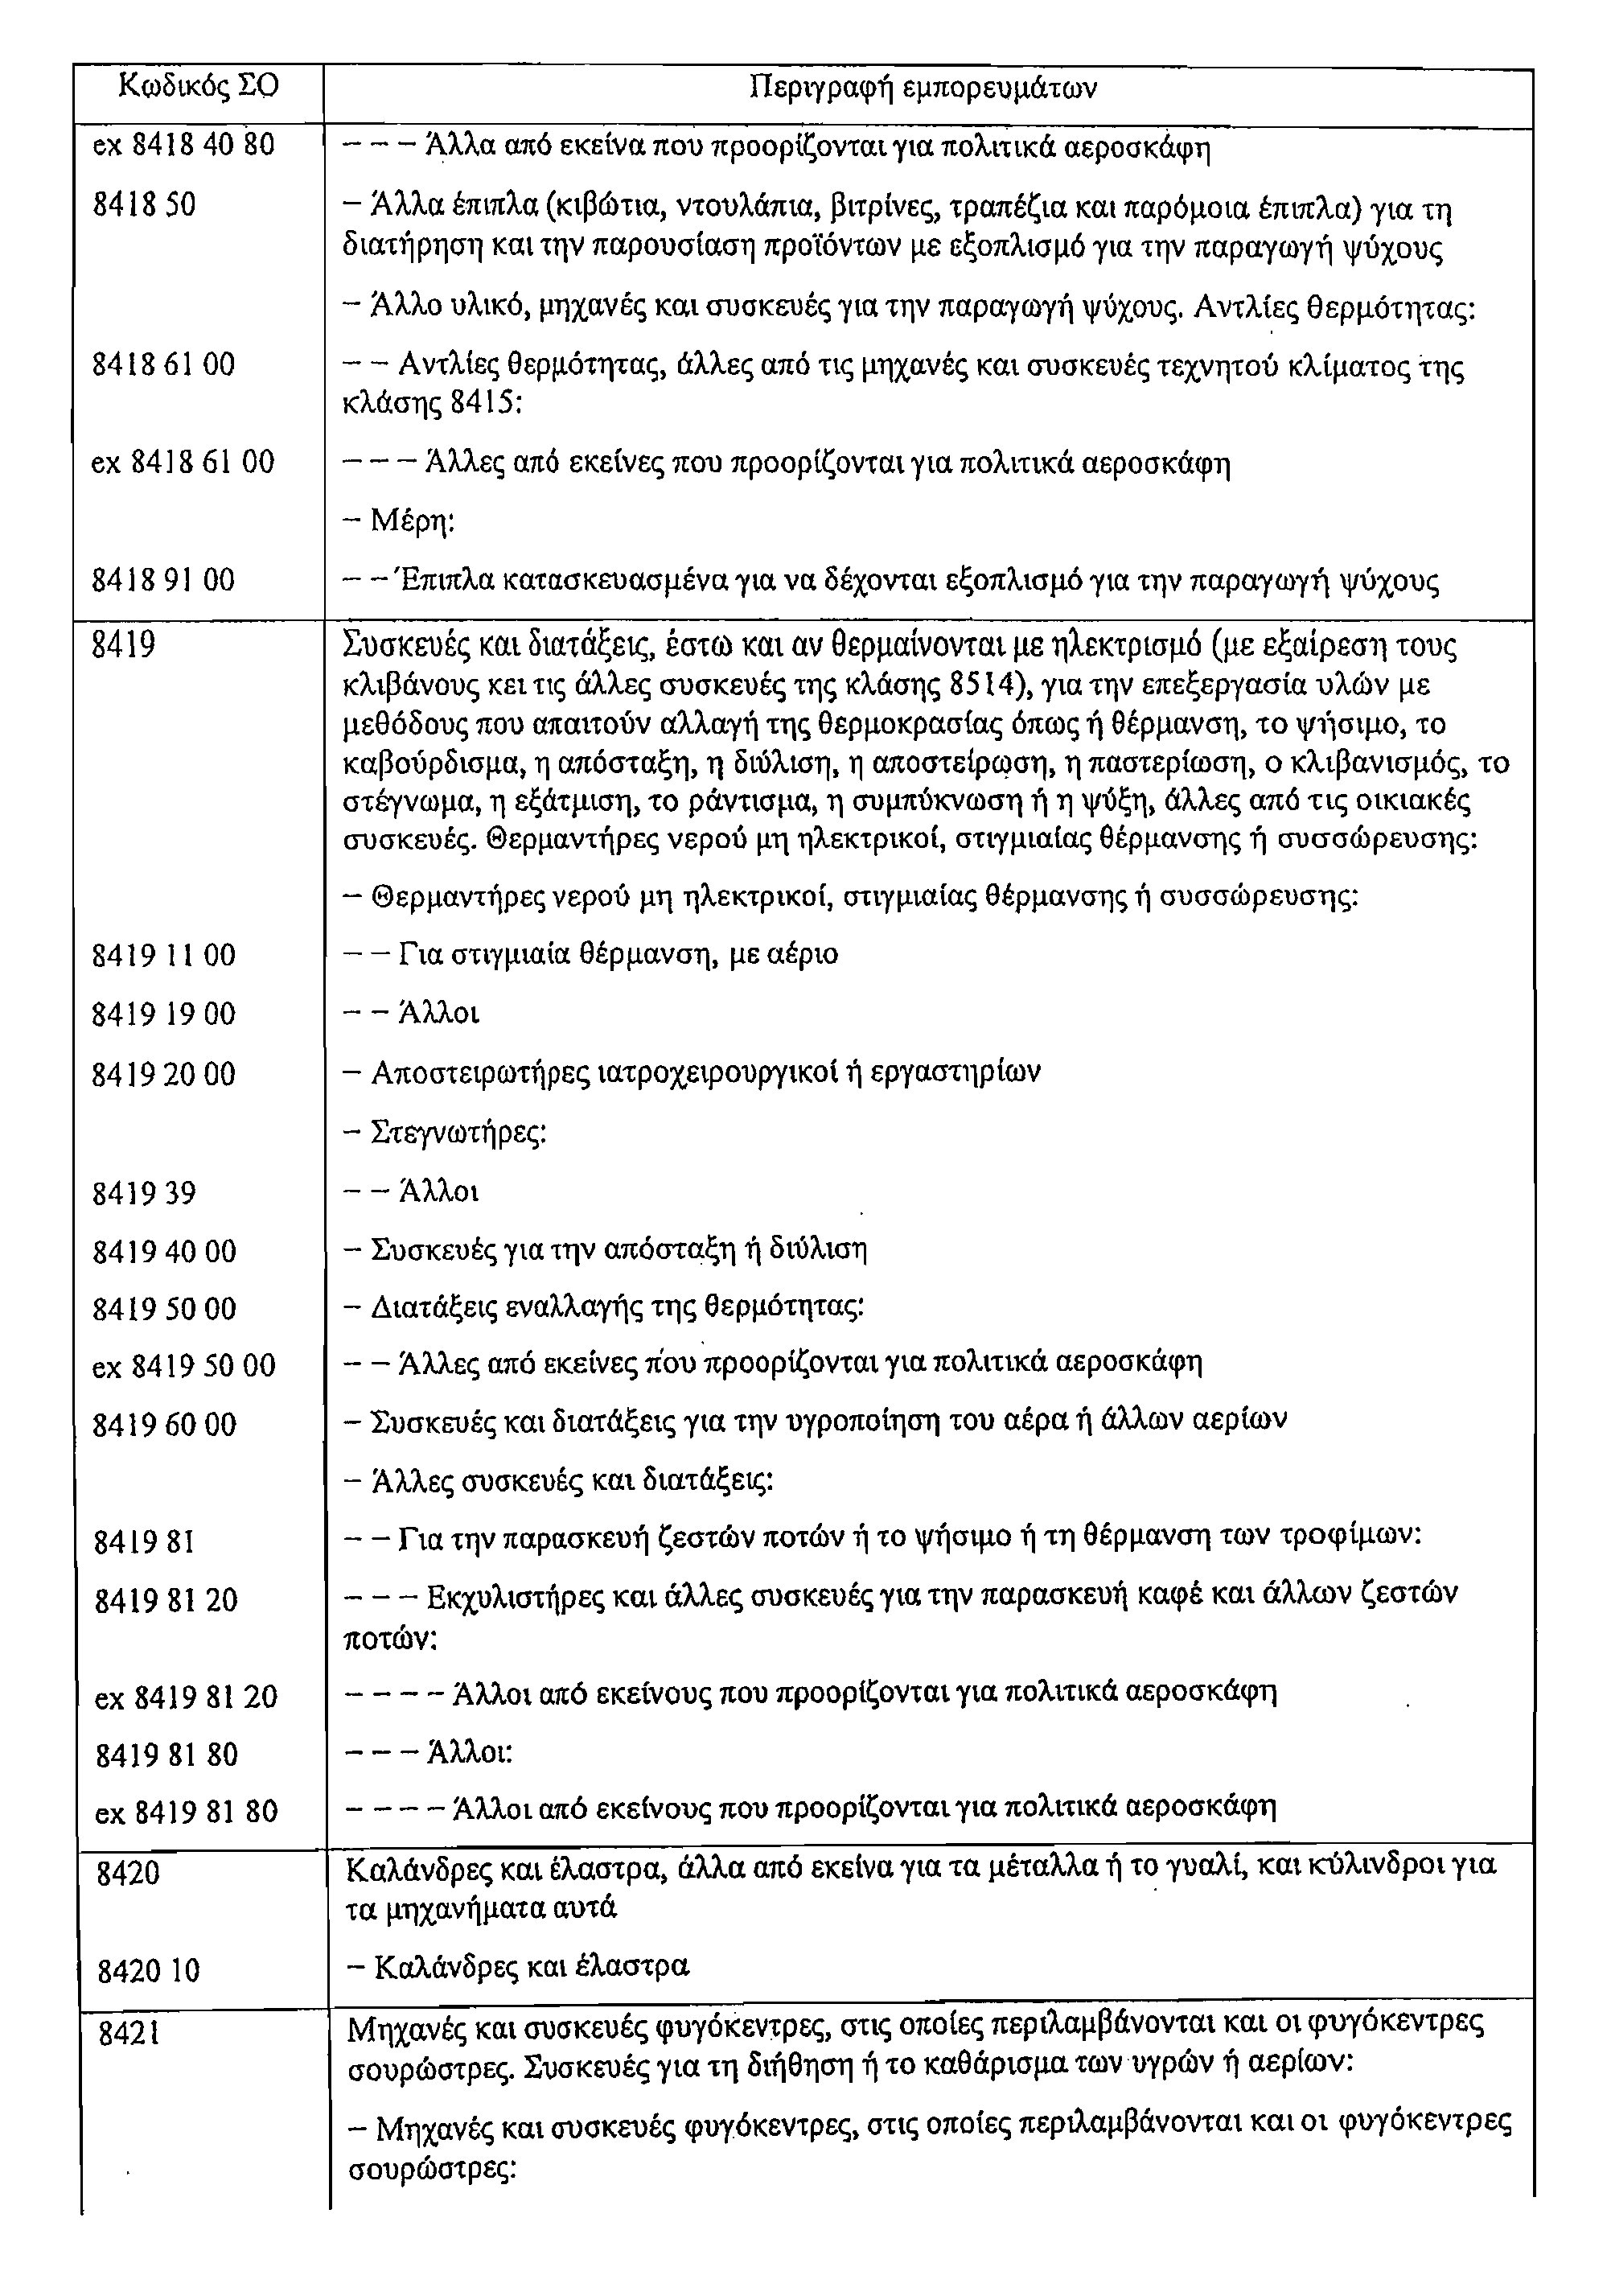 Κωδικός ΣΟ Περιγραφή εμπορευμάτων
ex 8418 40 80 – – – Άλλα από εκείνα που προορίζονται για πολιτικά αεροσκάφη
8418 50 – Άλλα έπιπλα (κιβώτια, ντουλάπια, βιτρίνες, τραπέζια και παρόμοια έπιπλα) για τη
διατήρηση και την παρουσίαση προϊόντων με εξοπλισμό για την παραγωγή ψύχους
– Άλλο υλικό, μηχανές και συσκευές για την παραγωγή ψύχους. Αντλίες θερμότητας:
8418 61 00 – – Αντλίες θερμότητας, άλλες από τις μηχανές και συσκευές τεχνητού κλίματος της
κλάσης 8415:
ex 8418 61 00 – – – Άλλες από εκείνες που προορίζονται για πολιτικά αεροσκάφη
– Μέρη:
8418 91 00 – – Έπιπλα κατασκευασμένα για να δέχονται εξοπλισμό για την παραγωγή ψύχους
8419 Συσκευές και διατάξεις, έστω και αν θερμαίνονται με ηλεκτρισμό (με εξαίρεση τους
κλιβάνους κει τις άλλες συσκευές της κλάσης 8514), για την επεξεργασία υλών με
μεθόδους που απαιτούν αλλαγή της θερμοκρασίας όπως ή θέρμανση, το ψήσιμο, το
καβούρδισμα, η απόσταξη, η διύλιση, η αποστείρωση, η παστερίωση, ο κλιβανισμός, το
στέγνωμα, η εξάτμιση, το ράντισμα, η συμπύκνωση ή η ψύξη, άλλες από τις οικιακές
συσκευές. Θερμαντήρες νερού μη ηλεκτρικοί, στιγμιαίας θέρμανσης ή συσσώρευσης:
– Θερμαντήρες νερού μη ηλεκτρικοί, στιγμιαίας θέρμανσης ή συσσώρευσης:
8419 11 00 – – Για στιγμιαία θέρμανση, με αέριο
8419 19 00 – – Άλλοι
8419 20 00 – Αποστειρωτήρες ιατροχειρουργικοί ή εργαστηρίων
– Στεγνωτήρες:
8419 39 – – Άλλοι
8419 40 00 – Συσκευές για την απόσταξη ή διύλιση
8419 50 00 – Διατάξεις εναλλαγής της θερμότητας:
ex 8419 50 00 – – Άλλες από εκείνες που προορίζονται για πολιτικά αεροσκάφη
8419 60 00 – Συσκευές και διατάξεις για την υγροποίηση του αέρα ή άλλων αερίων
– Άλλες συσκευές και διατάξεις:
8419 81 – – Για την παρασκευή ζεστών ποτών ή το ψήσιμο ή τη θέρμανση των τροφίμων:
8419 81 20 – – – Εκχυλιστήρες και άλλες συσκευές για την παρασκευή καφέ και άλλων ζεστών
ποτών:
ex 8419 81 20 – – – – Άλλοι από εκείνους που προορίζονται για πολιτικά αεροσκάφη
8419 81 80 – – – Άλλοι:
ex 8419 81 80 – – – – Άλλοι από εκείνους που προορίζονται για πολιτικά αεροσκάφη
8420 Καλάνδρες και έλαστρα, άλλα από εκείνα για τα μέταλλα ή το γυαλί, και κύλινδροι για
τα μηχανήματα αυτά
8420 10 – Καλάνδρες και έλαστρα
8421 Μηχανές και συσκευές φυγόκεντρες, στις οποίες περιλαμβάνονται και οι φυγόκεντρες
σουρώστρες. Συσκευές για τη διήθηση ή το καθάρισμα των υγρών ή αερίων:
– Μηχανές και συσκευές φυγόκεντρες, στις οποίες περιλαμβάνονται και οι φυγόκεντρες
σουρώστρες: